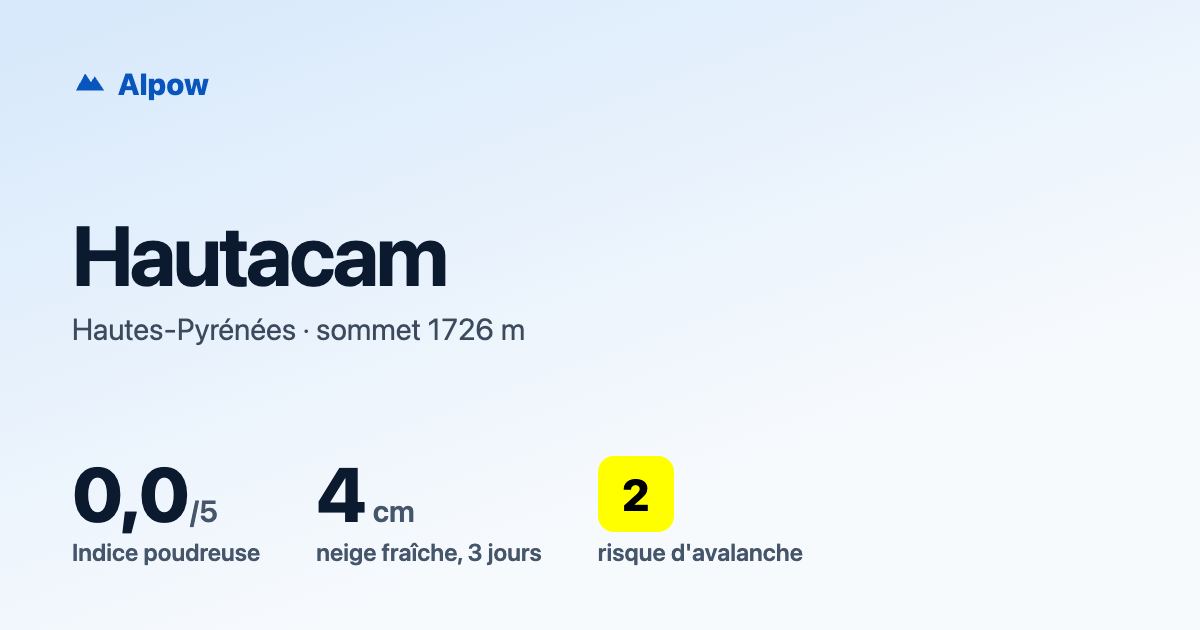 Alpow
Hautacam
Hautes-Pyrénées · sommet 1726 m
0,0/5 4 cm 2
Indice poudreuse neige fraîche, 3 jours risque d'avalanche